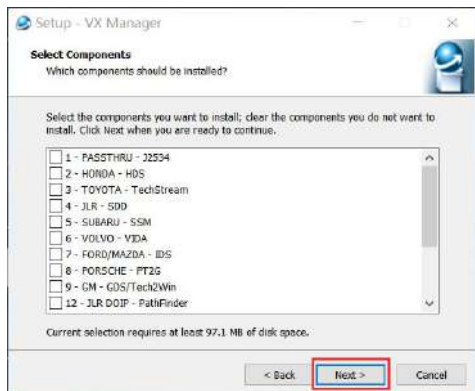 Setup - VX Manager
Select Components
Which components should be installed?
Select the components you want to install; clear the components you do not want to
install. Click Next when you are ready to continue.
1 - PASSTHRU - J2534
2 - HONDA - HDS
3 - TOYOTA - TechStream
4 - JLR - SDD
5 - SUBARU - SSM
6 - VOLVO - VIDA
7 - FORD/MAZDA - IDS
8 - PORSCHE - PT2G
9 - GM - GDS/Tech2Win
12 - JLR DOIP - PathFinder
Current selection requires at least 97.1 MB of disk space.
< Back Next > Cancel